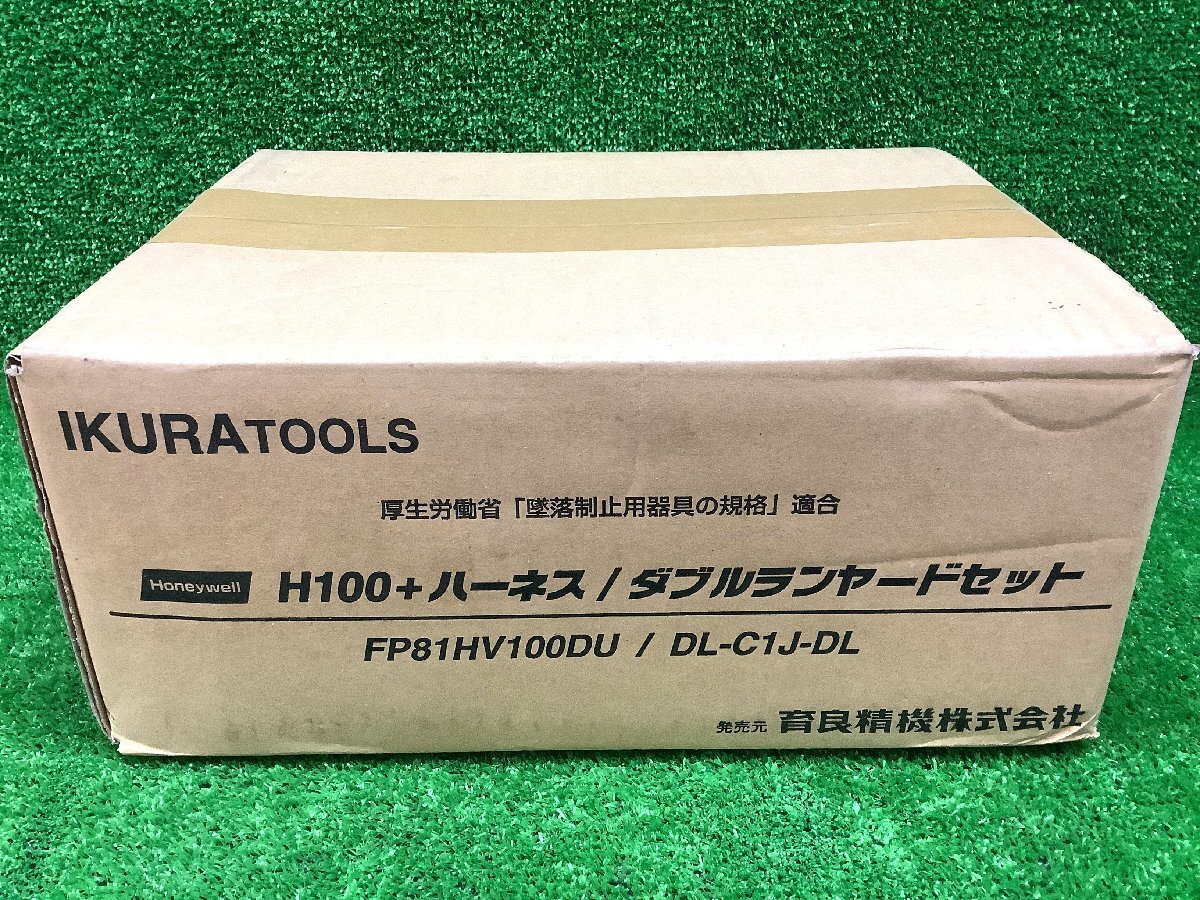 IKURATOOLS
厚生労働省「墜落制止用器具の規格」適合
Honeywell H100+ハーネス/ダブルランヤードセット
FP81HV100DU / DL-C1J-DL
発売元 育良精機株式会社